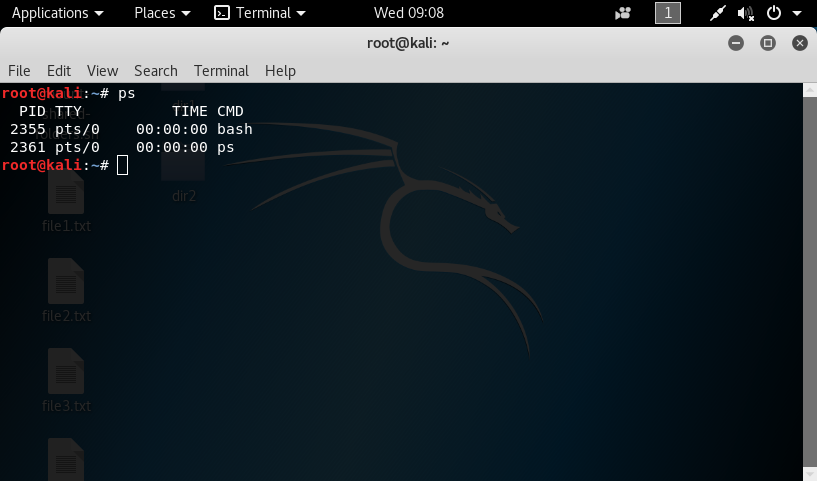 Applications Places Terminal Wed 09:08 1
root@kali: ~
File Edit View Search Terminal Help
root@kali:~# ps
PID TTY TIME CMD
2355 pts/0 00:00:00 bash
2361 pts/0 00:00:00 ps
root@kali:~#
dir2
file1.txt
file2.txt
file3.txt